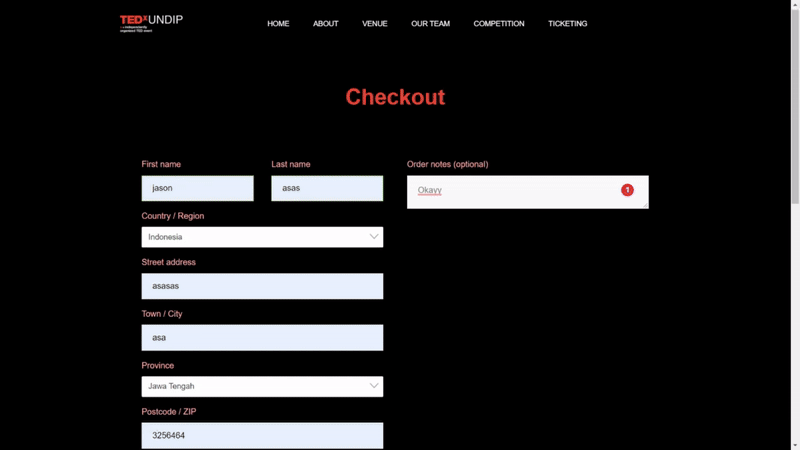 TEDxUNDIP
x = independently
organized TED event
HOME
ABOUT
VENUE
OUR TEAM
COMPETITION
TICKETING
Checkout
First name
Last name
Order notes (optional)
jason
asas
Okayy
1
Country / Region
Indonesia
Street address
asasas
Town / City
asa
Province
Jawa Tengah
Postcode / ZIP
3256464